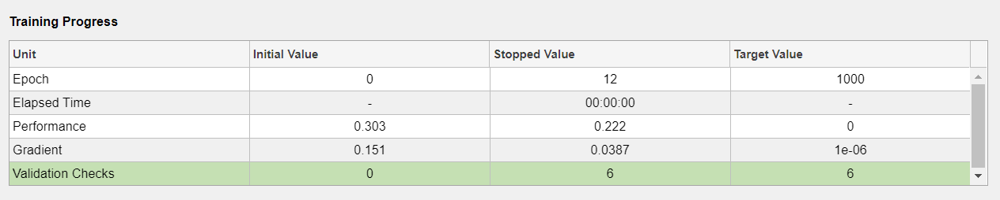 Training Progress
Unit Initial Value Stopped Value Target Value
Epoch 0 12 1000
Elapsed Time - 00:00:00 -
Performance 0.303 0.222 0
Gradient 0.151 0.0387 1e-06
Validation Checks 0 6 6